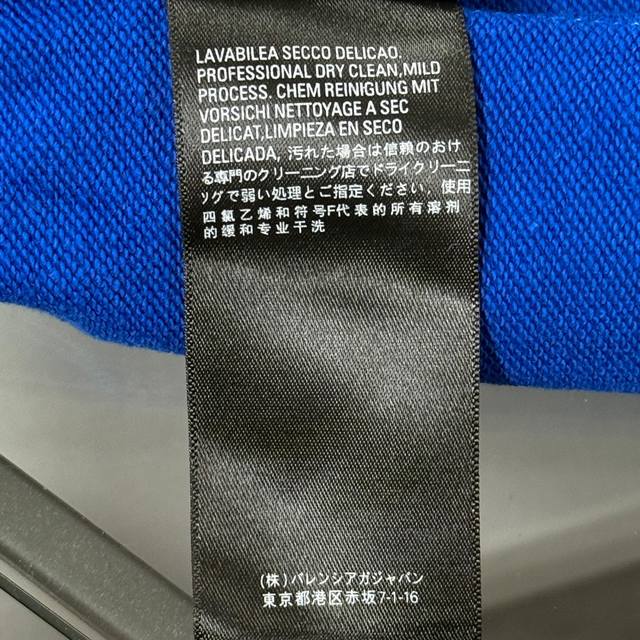 LAVABILEA SECCO DELICAO.
PROFESSIONAL DRY CLEAN,MILD
PROCESS. CHEM REINIGUNG MIT
VORSICHI NETTOYAGE A SEC
DELICAT,LIMPIEZA EN SECO
DELICADA, 汚れた場合は信頼のおけ
る専門のクリーニング店でドライクリーニ
ングで弱い処理とご指定ください, 使用
四氯乙烯和符号F代表的所有溶剂
的缓和专业干洗
(株) バレンシアガジャパン
東京都港区赤坂7-1-16